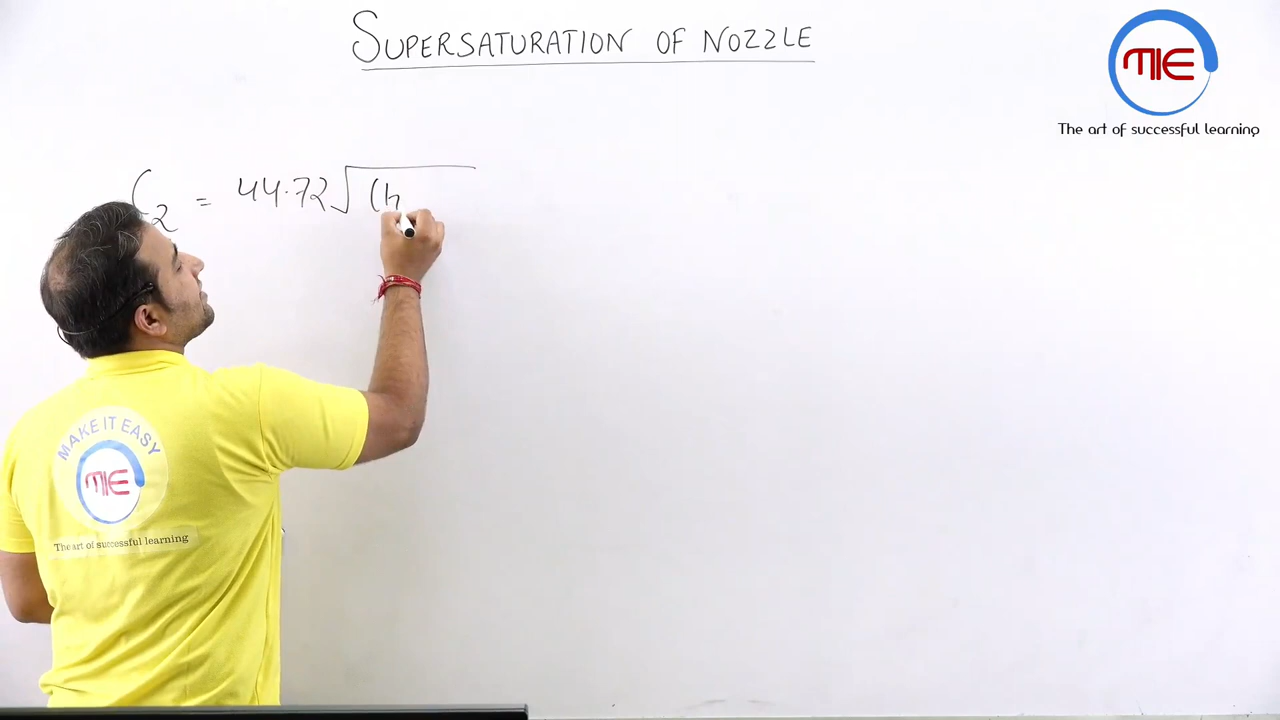 SUPERSATURATION OF NOZZLE
MIE
The art of successful learning
C₂ = 44.72 √(h
MAKE IT EASY
MIE
The art of successful learning